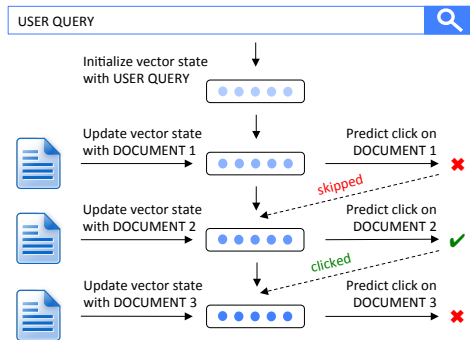 USER QUERY
Initialize vector state
with USER QUERY
Update vector state
with DOCUMENT 1
Predict click on
DOCUMENT 1
skipped
Update vector state
with DOCUMENT 2
Predict click on
DOCUMENT 2
clicked
Update vector state
with DOCUMENT 3
Predict click on
DOCUMENT 3